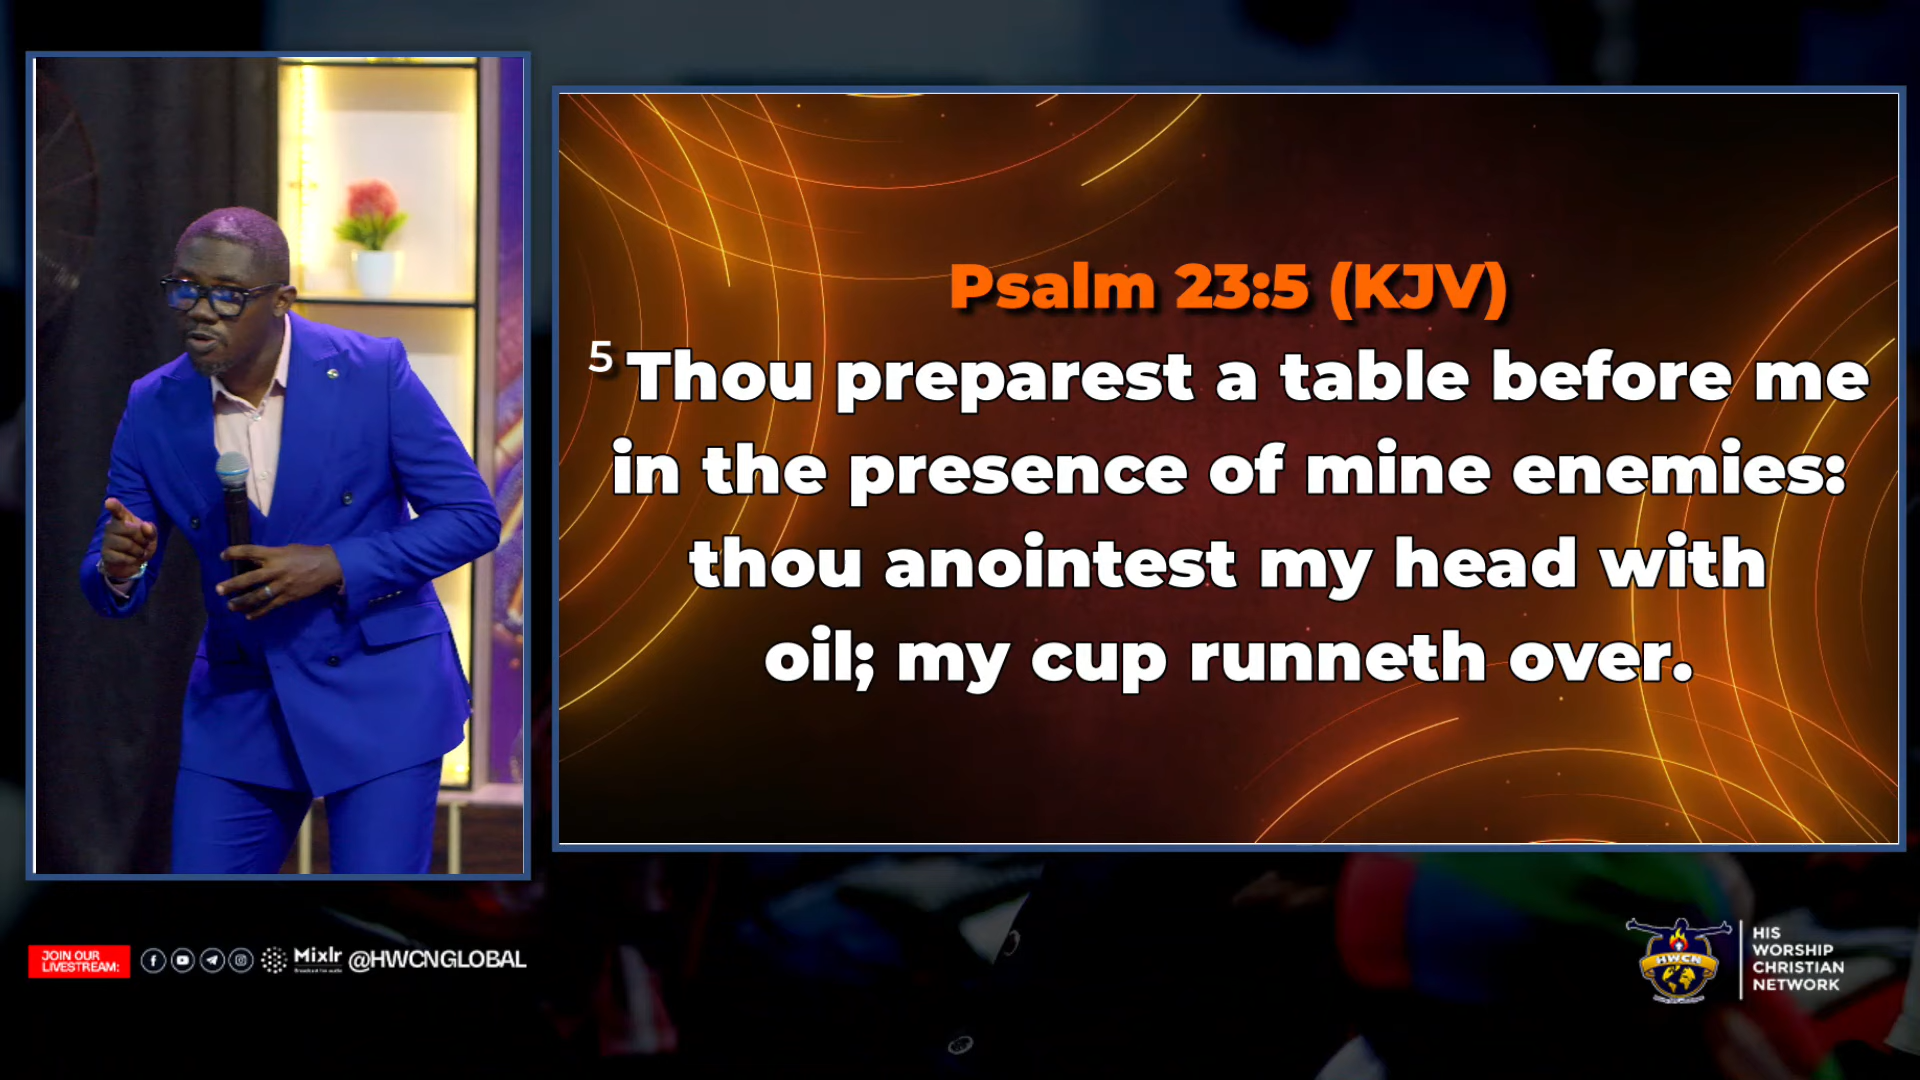 Psalm 23:5 (KJV)
5 Thou preparest a table before me
in the presence of mine enemies:
thou anointest my head with
oil; my cup runneth over.
JOIN OUR
LIVESTREAM:
Mixlr
@HWCNGLOBAL
HWCN
HIS
WORSHIP
CHRISTIAN
NETWORK